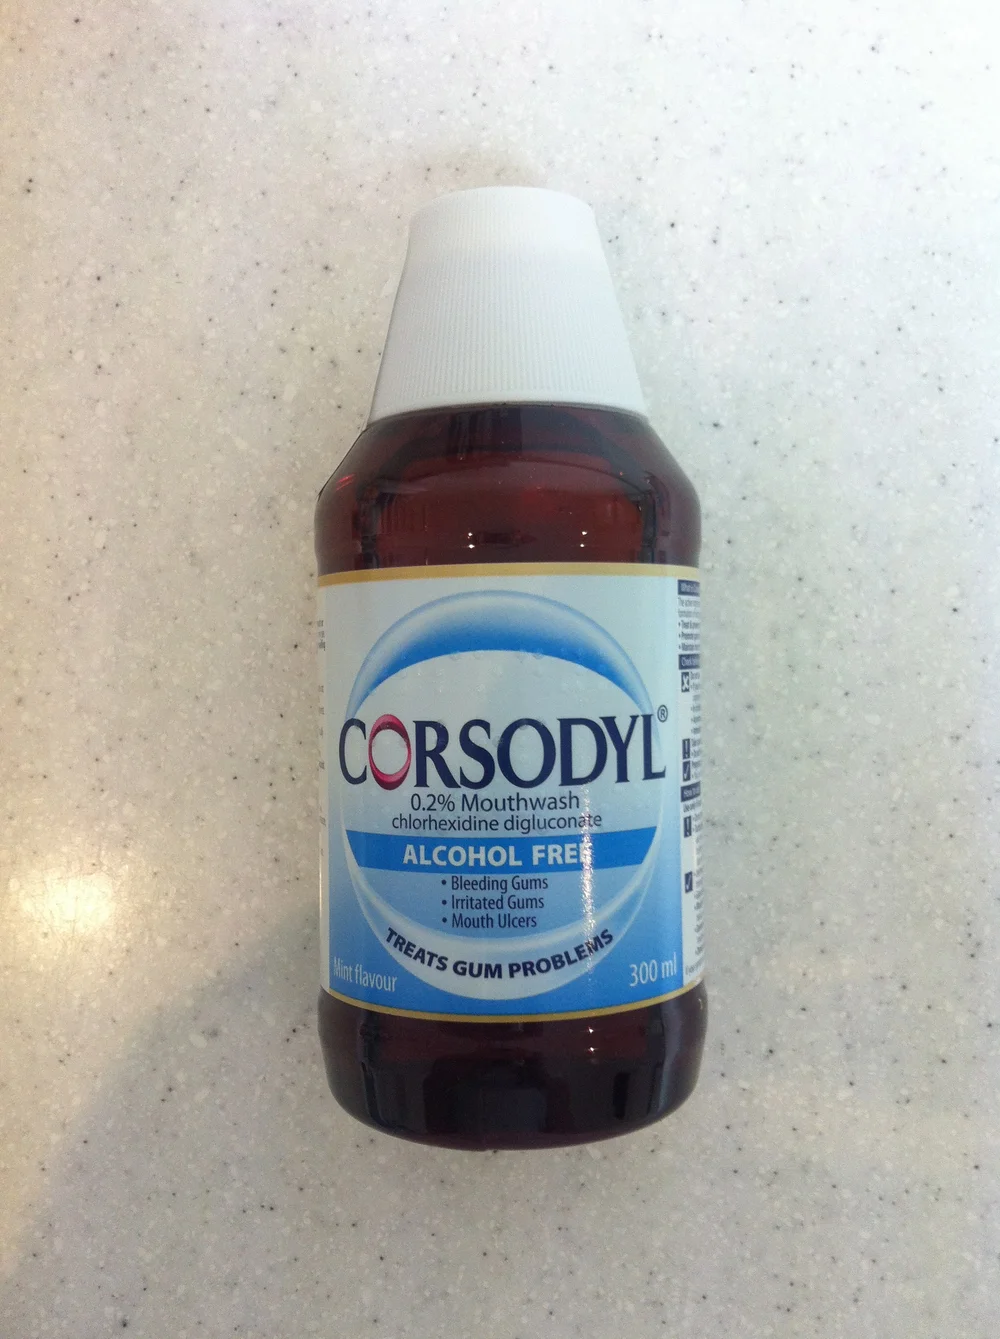 CORSODYL®
0.2% Mouthwash
chlorhexidine digluconate
ALCOHOL FREE
• Bleeding Gums
• Irritated Gums
• Mouth Ulcers
TREATS GUM PROBLEMS
Mint flavour
300 ml